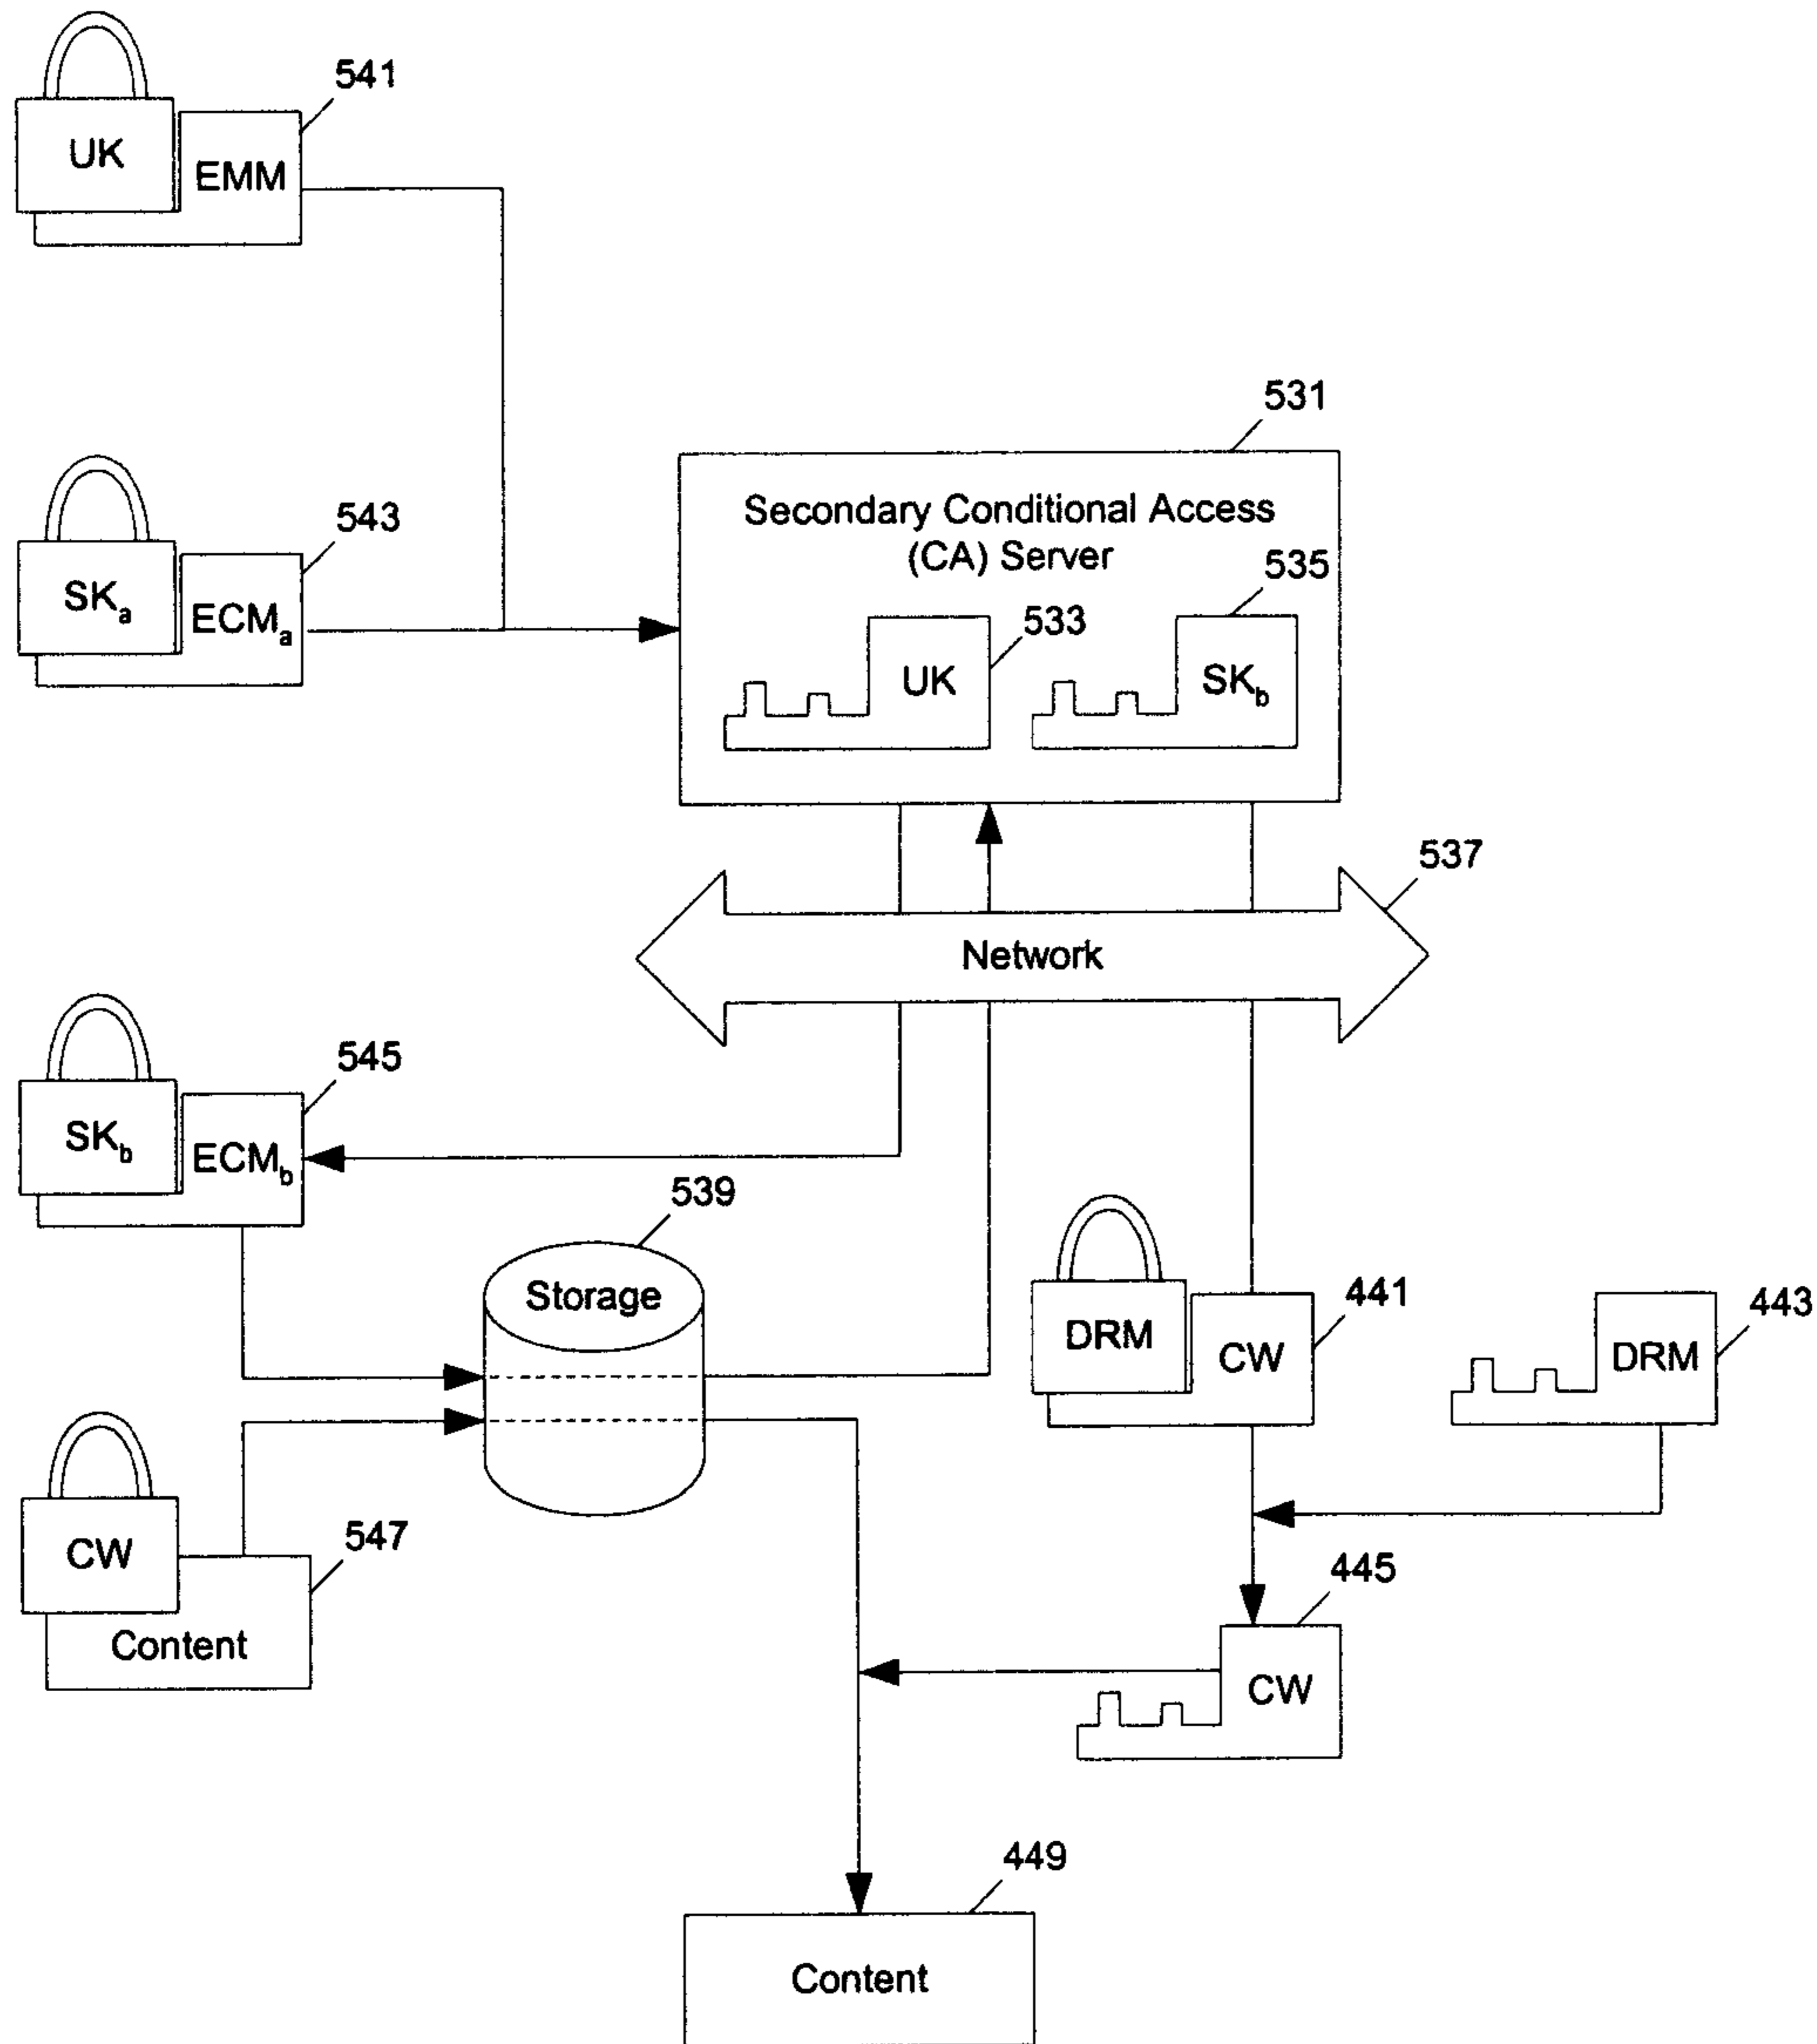 541
UK
EMM
531
543
SKa
ECMa
Secondary Conditional Access
(CA) Server
535
533
UK
SKb
537
Network
545
SKb
ECMb
539
Storage
441
443
DRM
CW
DRM
547
CW
Content
445
CW
449
Content